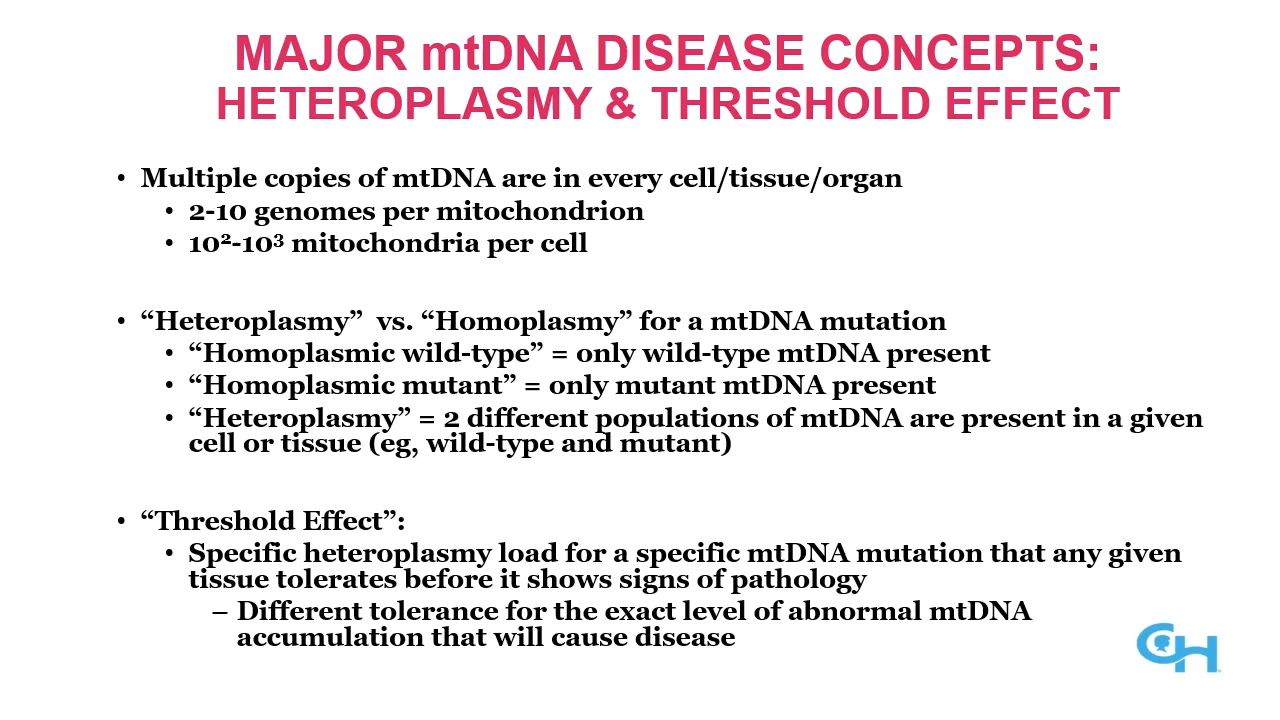 MAJOR mtDNA DISEASE CONCEPTS:
HETEROPLASMY & THRESHOLD EFFECT
• Multiple copies of mtDNA are in every cell/tissue/organ
• 2-10 genomes per mitochondrion
• 10²-10³ mitochondria per cell
• “Heteroplasmy”  vs. “Homoplasmy” for a mtDNA mutation
• “Homoplasmic wild-type” = only wild-type mtDNA present
• “Homoplasmic mutant” = only mutant mtDNA present
• “Heteroplasmy” = 2 different populations of mtDNA are present in a given
cell or tissue (eg, wild-type and mutant)
• “Threshold Effect”:
• Specific heteroplasmy load for a specific mtDNA mutation that any given
tissue tolerates before it shows signs of pathology
– Different tolerance for the exact level of abnormal mtDNA
accumulation that will cause disease
CH